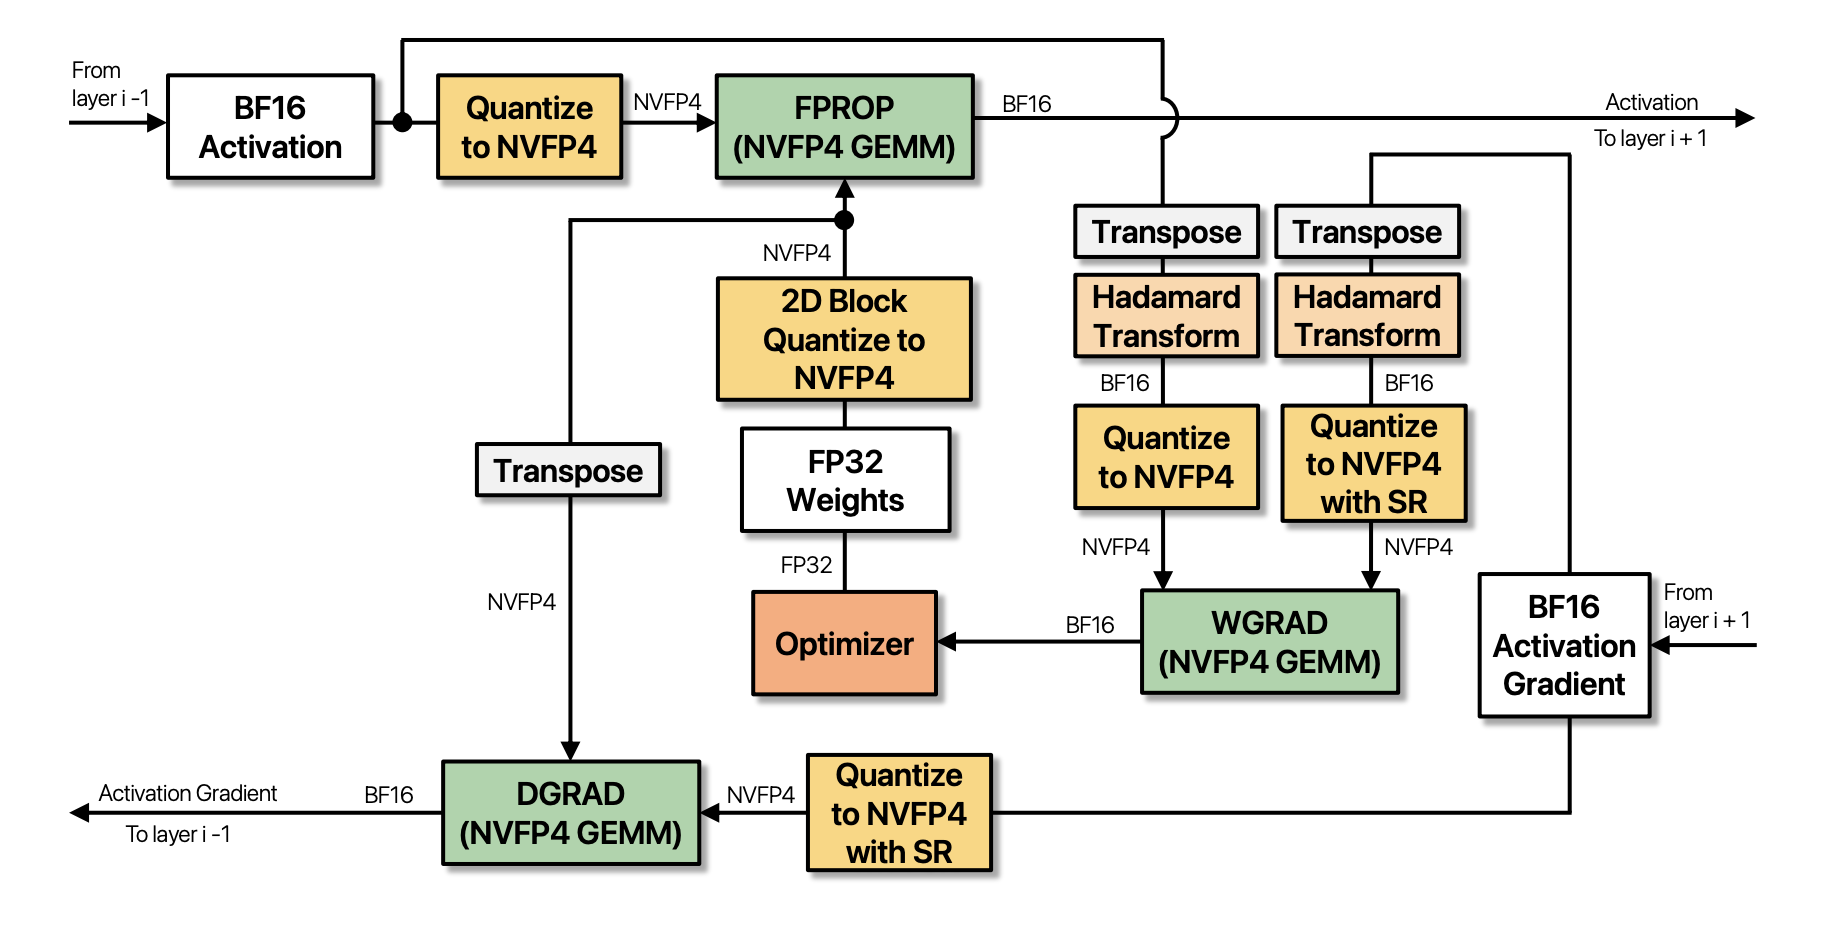 From
layer i -1
BF16
Activation
Quantize
to NVFP4
NVFP4
FPROP
(NVFP4 GEMM)
BF16
Activation
To layer i + 1
NVFP4
2D Block
Quantize to
NVFP4
FP32
Weights
FP32
Optimizer
Transpose
NVFP4
Transpose
Hadamard
Transform
BF16
Quantize
to NVFP4
NVFP4
Transpose
Hadamard
Transform
BF16
Quantize
to NVFP4
with SR
NVFP4
WGRAD
(NVFP4 GEMM)
BF16
BF16
Activation
Gradient
From
layer i + 1
Quantize
to NVFP4
with SR
NVFP4
DGRAD
(NVFP4 GEMM)
BF16
Activation Gradient
To layer i -1